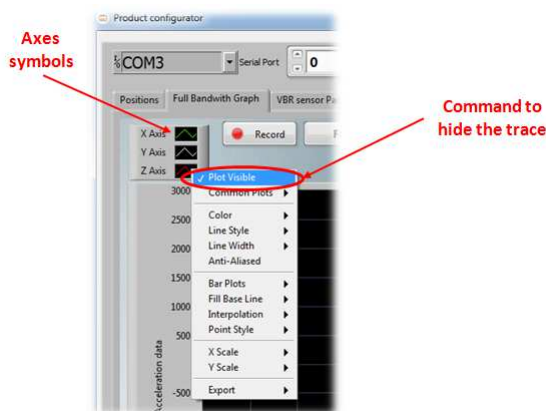 Product configurator
Axes
symbols
COM3
Serial Port
0
Positions
Full Bandwith Graph
VBR sensor Pa
Command to
hide the trace
X Axis
Record
Y Axis
Z Axis
Plot Visible
3000
Common Plots
2500
Color
Line Style
2000
Line Width
Anti-Aliased
1500
Bar Plots
1000
Fill Base Line
Interpolation
500
Point Style
X Scale
Y Scale
-500
Export
Acceleration data